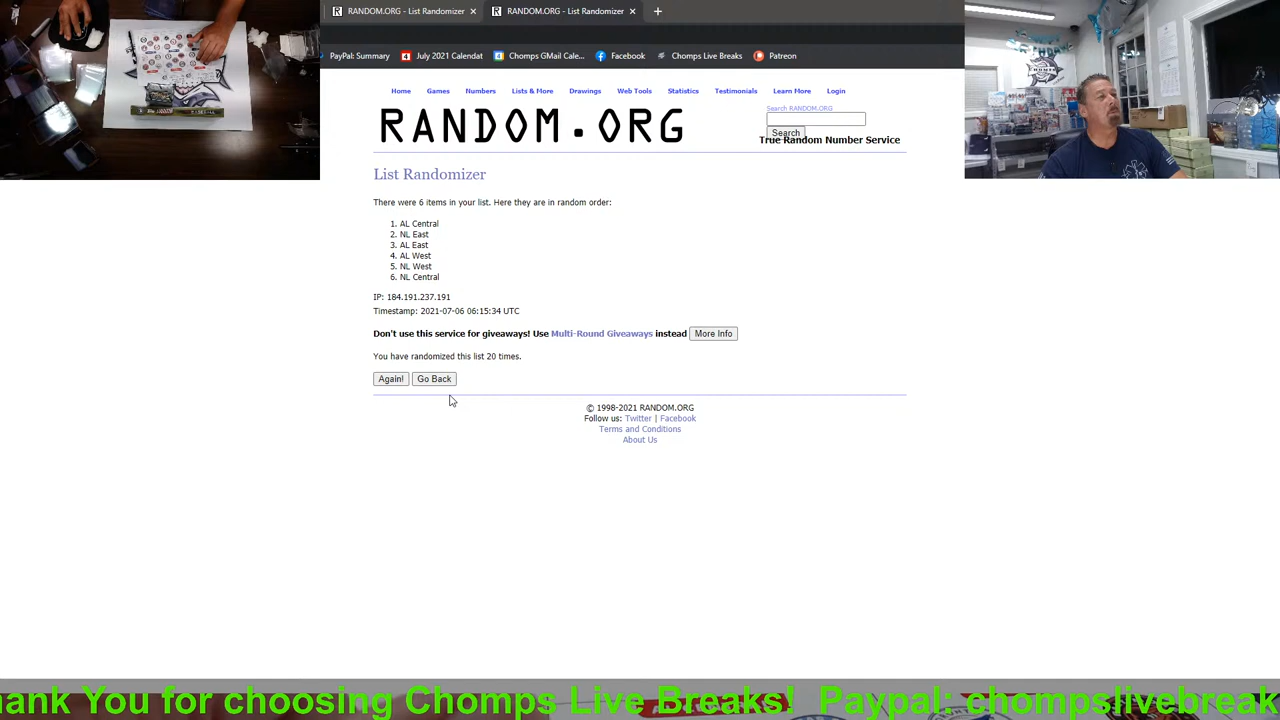 RANDOM.ORG - List Randomizer
RANDOM.ORG - List Randomizer
PayPal: Summary
July 2021 Calendat
Chomps GMail Cale...
Facebook
Chomps Live Breaks
Patreon
Home Games Numbers Lists & More Drawings Web Tools Statistics Testimonials Learn More Login
RANDOM.ORG
Search RANDOM.ORG
Search
True Random Number Service
List Randomizer
There were 6 items in your list. Here they are in random order:
1. AL Central
2. NL East
3. AL East
4. AL West
5. NL West
6. NL Central
IP: 184.191.237.191
Timestamp: 2021-07-06 06:15:34 UTC
Don't use this service for giveaways! Use Multi-Round Giveaways instead More Info
You have randomized this list 20 times.
Again! Go Back
© 1998-2021 RANDOM.ORG
Follow us: Twitter | Facebook
Terms and Conditions
About Us
ank You for choosing Chomps Live Breaks! Paypal: chompslivebreak